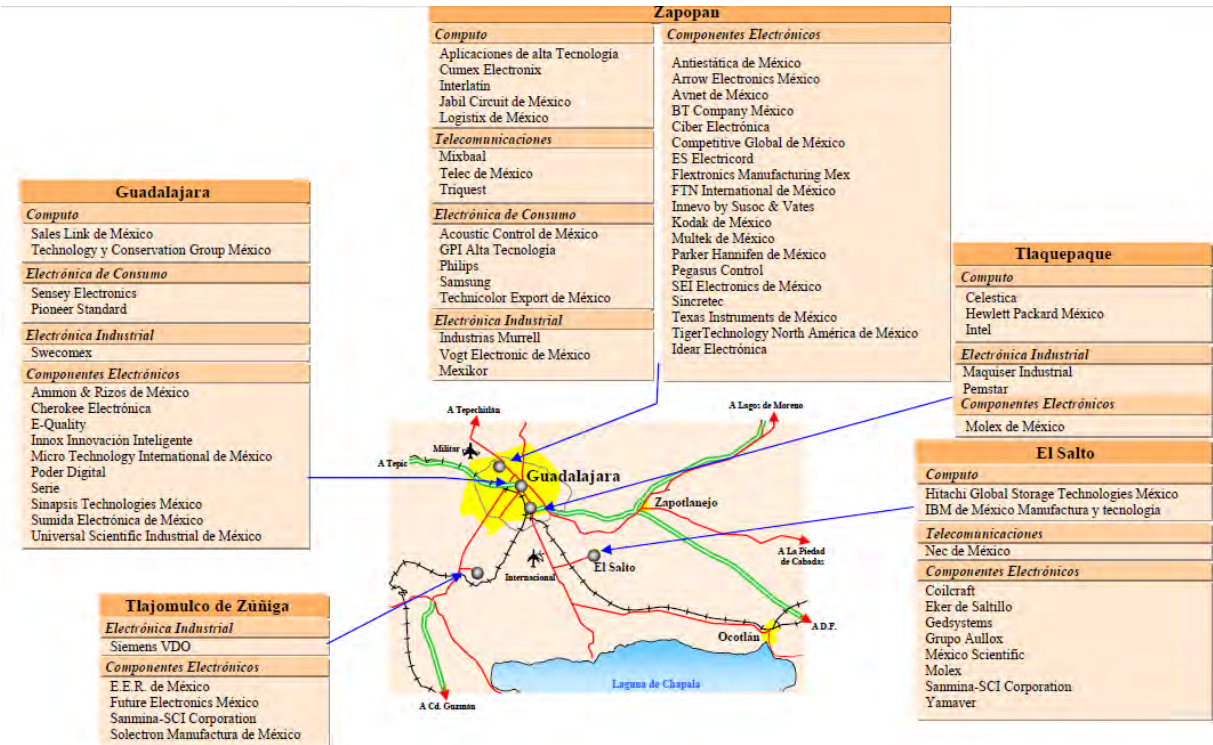 Zapopan
Computo
Aplicaciones de alta Tecnología
Cumex Electronix
Interlatin
Jabil Circuit de México
Logistix de México
Telecomunicaciones
Mixbaal
Telec de México
Triquest
Electrónica de Consumo
Acoustic Control de México
GPI Alta Tecnología
Philips
Samsung
Technicolor Export de México
Electrónica Industrial
Industrias Murrell
Vogt Electronic de México
Mexikor
Componentes Electrónicos
Antiestática de México
Arrow Electronics México
Avnet de México
BT Company México
Cíber Electrónica
Competitive Global de México
ES Electricord
Flextronics Manufacturing Mex
FTN International de México
Innevo by Susoc & Vates
Kodak de México
Multek de México
Parker Hannifen de México
Pegasus Control
SEI Electronics de México
Sincretec
Texas Instruments de México
TigerTechnology North América de México
Idear Electrónica
Guadalajara
Computo
Sales Link de México
Technology y Conservation Group México
Electrónica de Consumo
Sensey Electronics
Pioneer Standard
Electrónica Industrial
Swecomex
Componentes Electrónicos
Ammon & Rizos de México
Cherokee Electrónica
E-Quality
Innox Innovación Inteligente
Micro Technology International de México
Poder Digital
Serie
Sinapsis Technologies México
Sumida Electrónica de México
Universal Scientific Industrial de México
Tlaquepaque
Computo
Celestica
Hewlett Packard México
Intel
Electrónica Industrial
Maquiser Industrial
Pemstar
Componentes Electrónicos
Molex de México
El Salto
Computo
Hitachi Global Storage Technologies México
IBM de México Manufactura y tecnología
Telecomunicaciones
Nec de México
Componentes Electrónicos
Coilcraft
Eker de Saltillo
Gedsystems
Grupo Aullox
México Scientific
Molex
Sanmina-SCI Corporation
Yamaver
Tlajomulco de Zúñiga
Electrónica Industrial
Siemens VDO
Componentes Electrónicos
E.E.R. de México
Future Electronics México
Sanmina-SCI Corporation
Solectron Manufactura de México
A Tepechitlán
A Lagos de Moreno
Militar
A Tepic
Guadalajara
Zapotlanejo
A La Piedad
de Cabadas
Internacional
El Salto
A D.F.
Ocotlán
Laguna de Chapala
A Cd. Guzmán